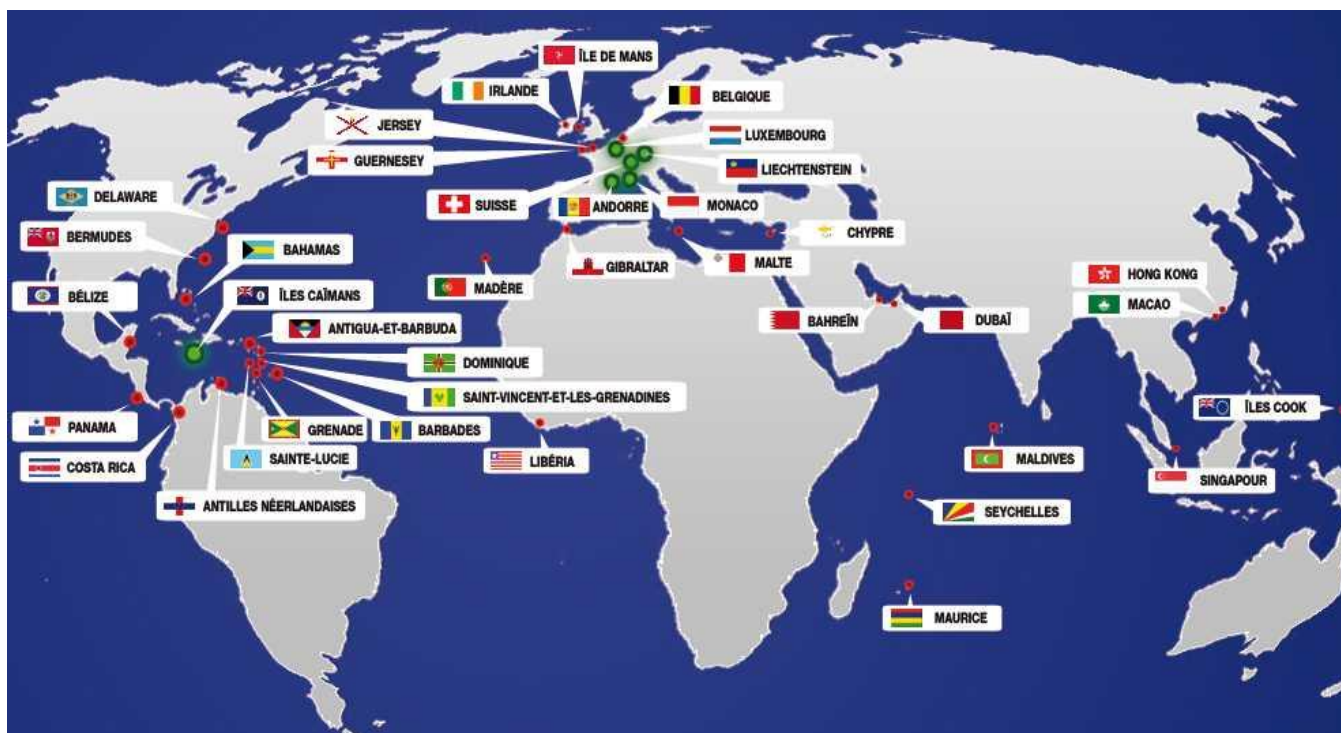 ÎLE DE MANS
IRLANDE
BELGIQUE
JERSEY
LUXEMBOURG
GUERNESEY
LIECHTENSTEIN
DELAWARE
SUISSE
ANDORRE
MONACO
BERMUDES
BAHAMAS
CHYPRE
GIBRALTAR
MALTE
HONG KONG
MADÈRE
BÉLIZE
ÎLES CAÏMANS
MACAO
ANTIGUA-ET-BARBUDA
BAHREÏN
DUBAÏ
DOMINIQUE
SAINT-VINCENT-ET-LES-GRENADINES
ÎLES COOK
PANAMA
GRENADE
BARBADES
COSTA RICA
SAINTE-LUCIE
LIBÉRIA
MALDIVES
SINGAPOUR
ANTILLES NÉERLANDAISES
SEYCHELLES
MAURICE